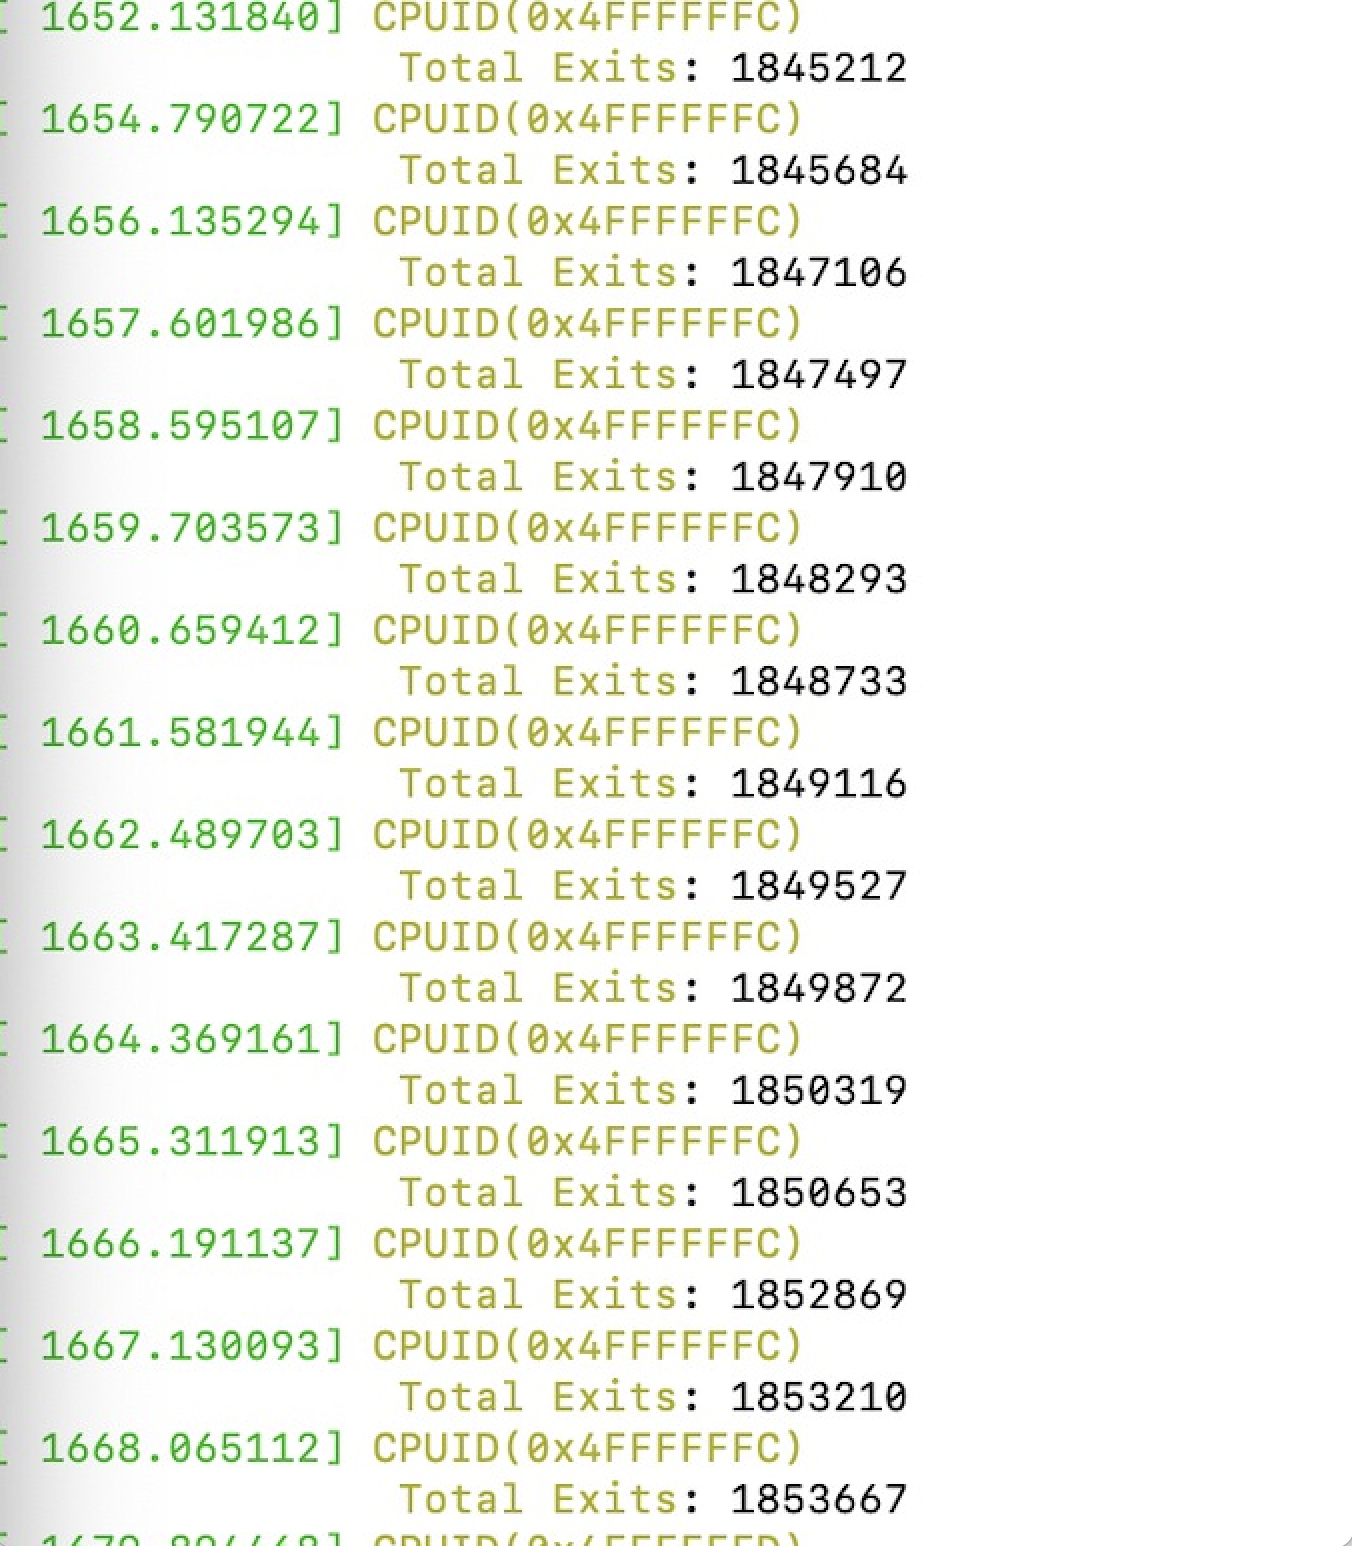 [ 1652.131840] CPUID(0x4FFFFFFC)
Total Exits: 1845212
[ 1654.790722] CPUID(0x4FFFFFFC)
Total Exits: 1845684
[ 1656.135294] CPUID(0x4FFFFFFC)
Total Exits: 1847106
[ 1657.601986] CPUID(0x4FFFFFFC)
Total Exits: 1847497
[ 1658.595107] CPUID(0x4FFFFFFC)
Total Exits: 1847910
[ 1659.703573] CPUID(0x4FFFFFFC)
Total Exits: 1848293
[ 1660.659412] CPUID(0x4FFFFFFC)
Total Exits: 1848733
[ 1661.581944] CPUID(0x4FFFFFFC)
Total Exits: 1849116
[ 1662.489703] CPUID(0x4FFFFFFC)
Total Exits: 1849527
[ 1663.417287] CPUID(0x4FFFFFFC)
Total Exits: 1849872
[ 1664.369161] CPUID(0x4FFFFFFC)
Total Exits: 1850319
[ 1665.311913] CPUID(0x4FFFFFFC)
Total Exits: 1850653
[ 1666.191137] CPUID(0x4FFFFFFC)
Total Exits: 1852869
[ 1667.130093] CPUID(0x4FFFFFFC)
Total Exits: 1853210
[ 1668.065112] CPUID(0x4FFFFFFC)
Total Exits: 1853667